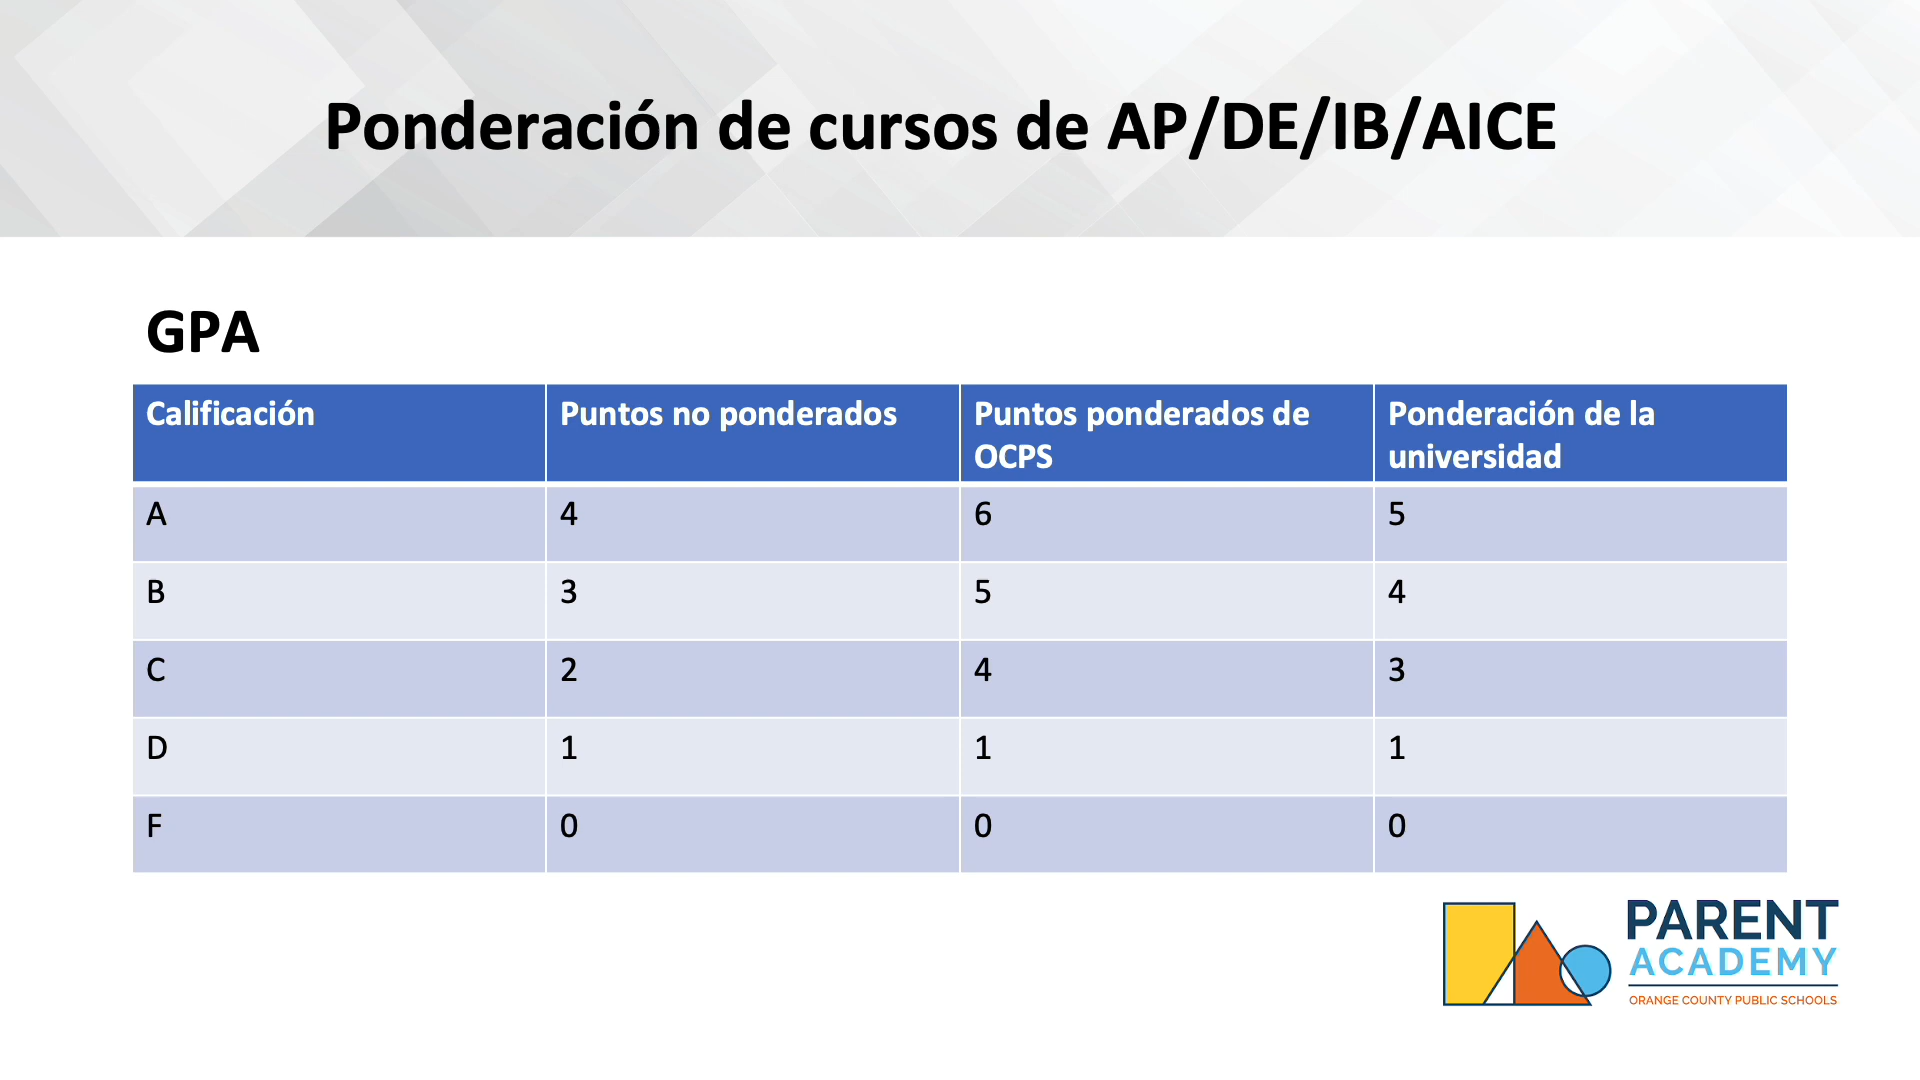 Ponderación de cursos de AP/DE/IB/AICE
GPA
Calificación
Puntos no ponderados
Puntos ponderados de
OCPS
Ponderación de la
universidad
A 4 6 5
B 3 5 4
C 2 4 3
D 1 1 1
F 0 0 0
PARENT
ACADEMY
ORANGE COUNTY PUBLIC SCHOOLS